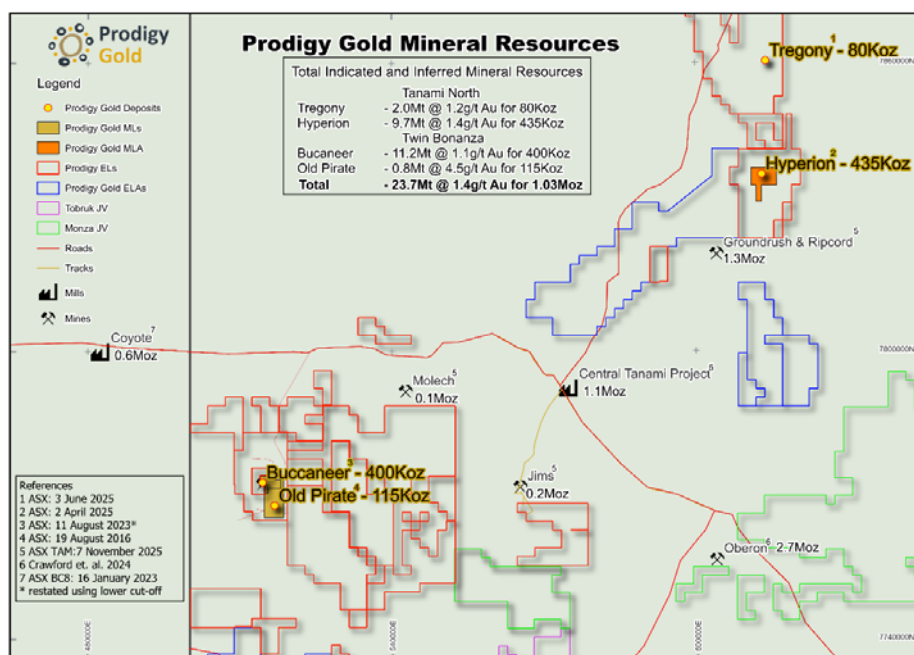 Prodigy
Gold
Legend
Prodigy Gold Deposits
Prodigy Gold MLs
Prodigy Gold MLA
Prodigy ELs
Prodigy Gold ELAs
Tobruk JV
Monza JV
Roads
Tracks
Mills
Mines
Prodigy Gold Mineral Resources
Total Indicated and Inferred Mineral Resources
Tanami North
Tregony - 2.0Mt @ 1.2g/t Au for 80Koz
Hyperion - 9.7Mt @ 1.4g/t Au for 435Koz
Twin Bonanza
Bucaneer - 11.2Mt @ 1.1g/t Au for 400Koz
Old Pirate - 0.8Mt @ 4.5g/t Au for 115Koz
Total - 23.7Mt @ 1.4g/t Au for 1.03Moz
Tregony¹ - 80Koz
7860000N
Hyperion² - 435Koz
Groundrush & Ripcord⁵
1.3Moz
Coyote⁷
0.6Moz
7800000N
Molech⁵
0.1Moz
Central Tanami Project⁵
1.1Moz
Buccaneer³ - 400Koz
Old Pirate⁴ - 115Koz
Jims⁵
0.2Moz
Oberon⁶ 2.7Moz
References
1 ASX: 3 June 2025
2 ASX: 2 April 2025
3 ASX: 11 August 2023*
4 ASX: 19 August 2016
5 ASX TAM:7 November 2025
6 Crawford et. al. 2024
7 ASX BC8: 16 January 2023
* restated using lower cut-off
7740000N
480000E
540000E
600000E